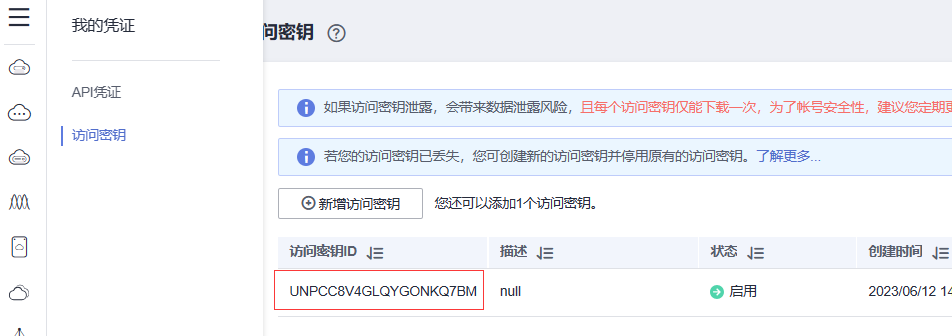 我的凭证
API凭证
访问密钥
问密钥
如果访问密钥泄露，会带来数据泄露风险，且每个访问密钥仅能下载一次，为了帐号安全性，建议您定期更
若您的访问密钥已丢失，您可创建新的访问密钥并停用原有的访问密钥。了解更多...
新增访问密钥 您还可以添加1个访问密钥。
访问密钥ID 描述 状态 创建时间
UNPCC8V4GLQYGONKQ7BM null 启用 2023/06/12 14